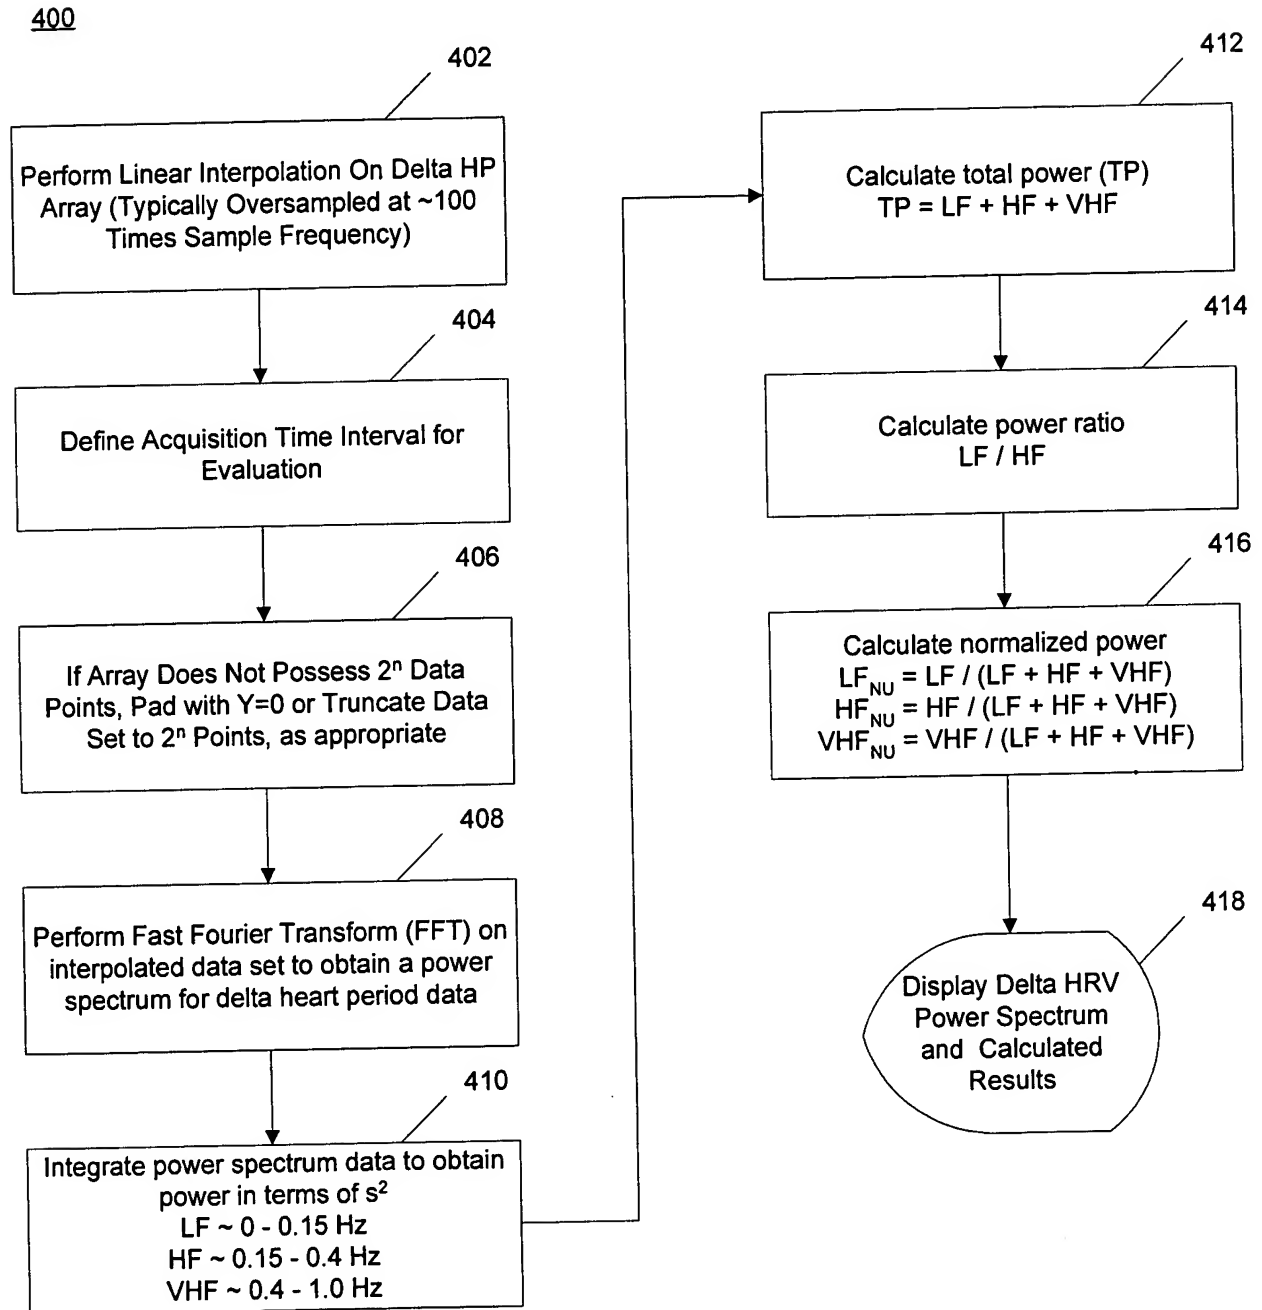 400
402
Perform Linear Interpolation On Delta HP
Array (Typically Oversampled at ~100
Times Sample Frequency)
404
Define Acquisition Time Interval for
Evaluation
406
If Array Does Not Possess 2ⁿ Data
Points, Pad with Y=0 or Truncate Data
Set to 2ⁿ Points, as appropriate
408
Perform Fast Fourier Transform (FFT) on
interpolated data set to obtain a power
spectrum for delta heart period data
410
Integrate power spectrum data to obtain
power in terms of s²
LF ~ 0 - 0.15 Hz
HF ~ 0.15 - 0.4 Hz
VHF ~ 0.4 - 1.0 Hz
412
Calculate total power (TP)
TP = LF + HF + VHF
414
Calculate power ratio
LF / HF
416
Calculate normalized power
LF_NU = LF / (LF + HF + VHF)
HF_NU = HF / (LF + HF + VHF)
VHF_NU = VHF / (LF + HF + VHF)
418
Display Delta HRV
Power Spectrum
and Calculated
Results